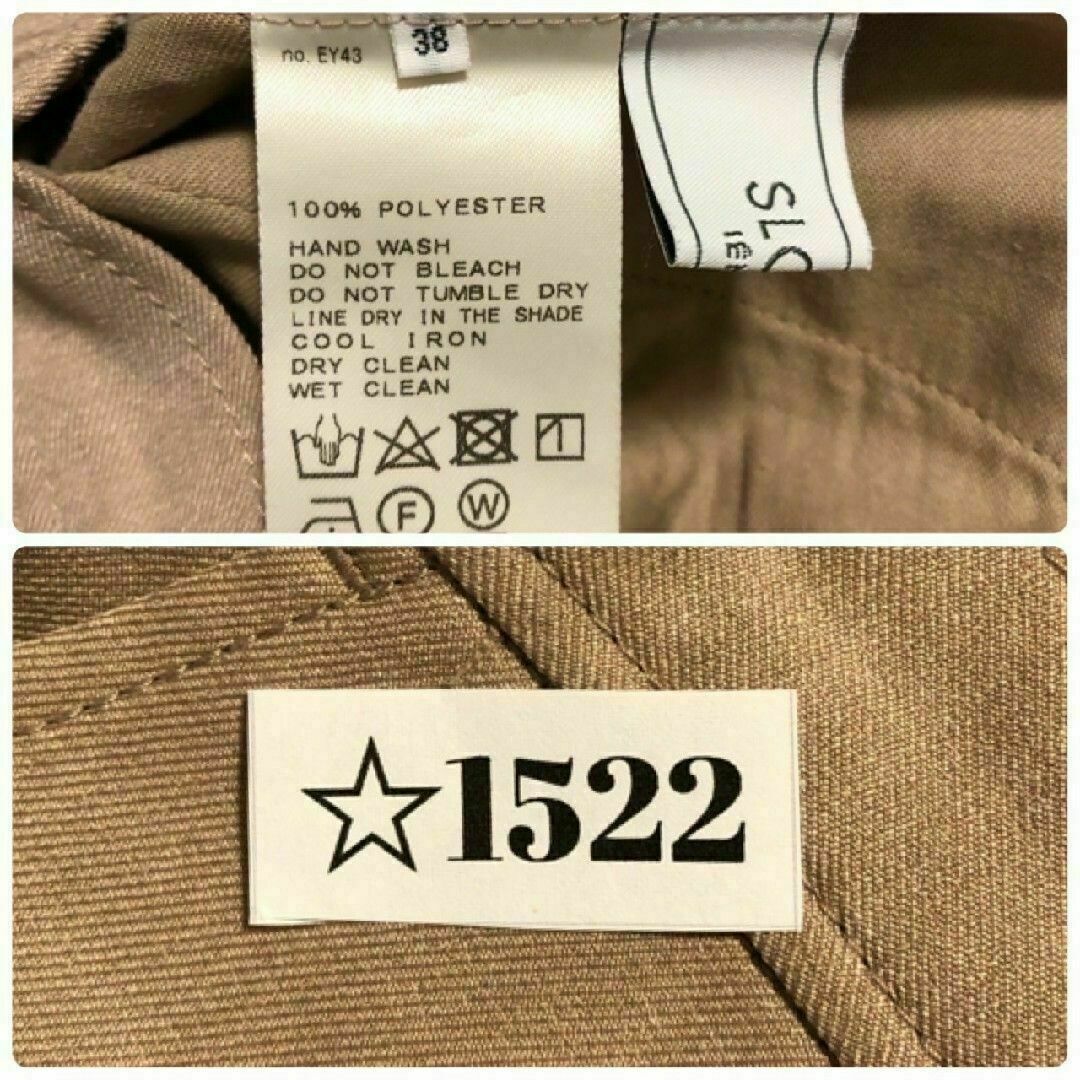 no. EY43
38
100% POLYESTER
HAND WASH
DO NOT BLEACH
DO NOT TUMBLE DRY
LINE DRY IN THE SHADE
COOL IRON
DRY CLEAN
WET CLEAN
F
W
SLO
☆1522